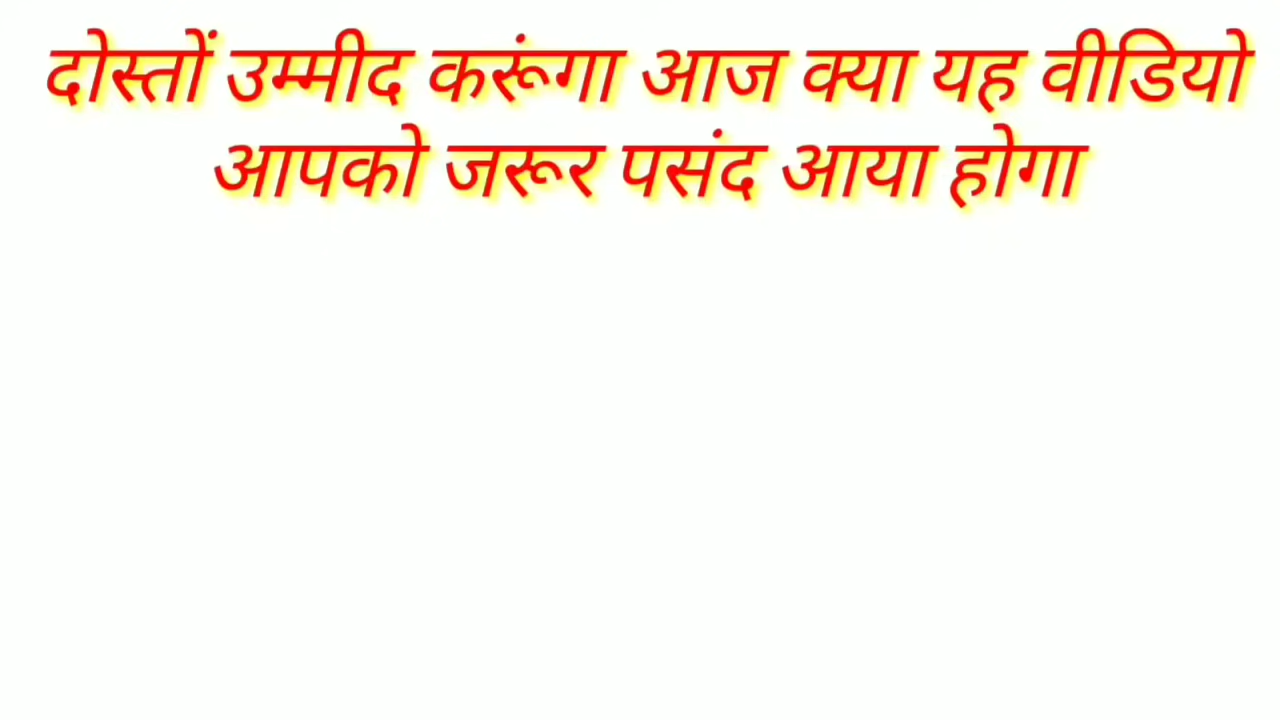 दोस्तों उम्मीद करूंगा आज क्या यह वीडियो
आपको जरूर पसंद आया होगा